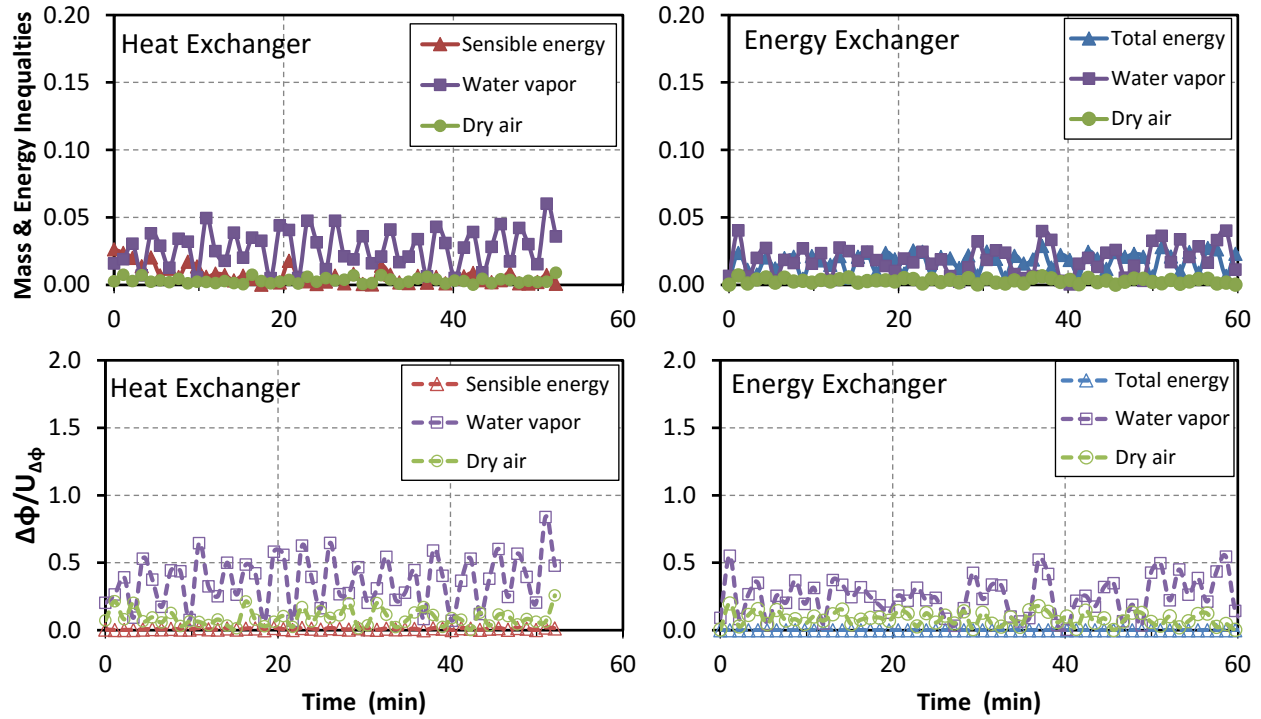 Mass & Energy Inequalties
0.20
0.15
0.10
0.05
0.00
Heat Exchanger
Sensible energy
Water vapor
Dry air
0
20
40
60
0.20
0.15
0.10
0.05
0.00
Energy Exchanger
Total energy
Water vapor
Dry air
0
20
40
60
Δϕ/UΔϕ
2.0
1.5
1.0
0.5
0.0
Heat Exchanger
Sensible energy
Water vapor
Dry air
0
20
40
60
Time (min)
2.0
1.5
1.0
0.5
0.0
Energy Exchanger
Total energy
Water vapor
Dry air
0
20
40
60
Time (min)